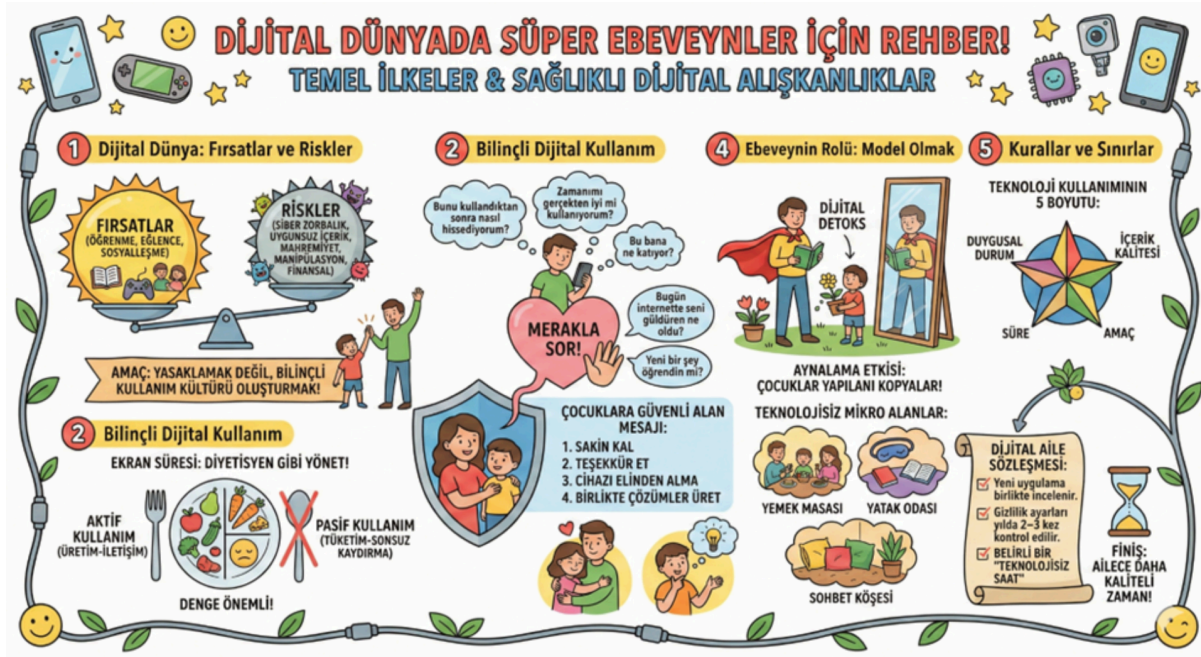 DİJİTAL DÜNYADA SÜPER EBEVEYNLER İÇİN REHBER!
TEMEL İLKELER & SAĞLIKLI DİJİTAL ALIŞKANLIKLAR
1 Dijital Dünya: Fırsatlar ve Riskler
FIRSATLAR
(ÖĞRENME, EĞLENCE,
SOSYALLEŞME)
RİSKLER
(SİBER ZORBALIK,
UYGUNSUZ İÇERİK,
MAHREMİYET,
MANİPÜLASYON,
FİNANSAL)
AMAÇ: YASAKLAMAK DEĞİL, BİLİNÇLİ
KULLANIM KÜLTÜRÜ OLUŞTURMAK!
2 Bilinçli Dijital Kullanım
EKRAN SÜRESİ: DİYETİSYEN GİBİ YÖNET!
AKTİF
KULLANIM
(ÜRETİM-İLETİŞİM)
PASİF KULLANIM
(TÜKETİM-SONSUZ
KAYDIRMA)
DENGE ÖNEMLİ!
2 Bilinçli Dijital Kullanım
Bunu kullandıktan
sonra nasıl
hissediyorum?
Zamanımı
gerçekten iyi mi
kullanıyorum?
Bu bana
ne katıyor?
MERAKLA
SOR!
Bugün
internette seni
güldüren ne
oldu?
Yeni bir şey
öğrendin mi?
ÇOCUKLARA GÜVENLİ ALAN
MESAJI:
1. SAKİN KAL
2. TEŞEKKÜR ET
3. CİHAZI ELİNDEN ALMA
4. BİRLİKTE ÇÖZÜMLER ÜRET
4 Ebeveynin Rolü: Model Olmak
DİJİTAL
DETOKS
AYNALAMA ETKİSİ:
ÇOCUKLAR YAPILANI KOPYALAR!
TEKNOLOJİSİZ MİKRO ALANLAR:
YEMEK MASASI
YATAK ODASI
SOHBET KÖŞESİ
5 Kurallar ve Sınırlar
TEKNOLOJİ KULLANIMININ
5 BOYUTU:
DUYGUSAL
DURUM
İÇERİK
KALİTESİ
SÜRE
AMAÇ
DİJİTAL AİLE
SÖZLEŞMESİ:
Yeni uygulama
birlikte incelenir.
Gizlilik ayarları
yılda 2-3 kez
kontrol edilir.
BELİRLİ BİR
"TEKNOLOJİSİZ
SAAT"
FİNİŞ:
AİLECE DAHA
KALİTELİ
ZAMAN!